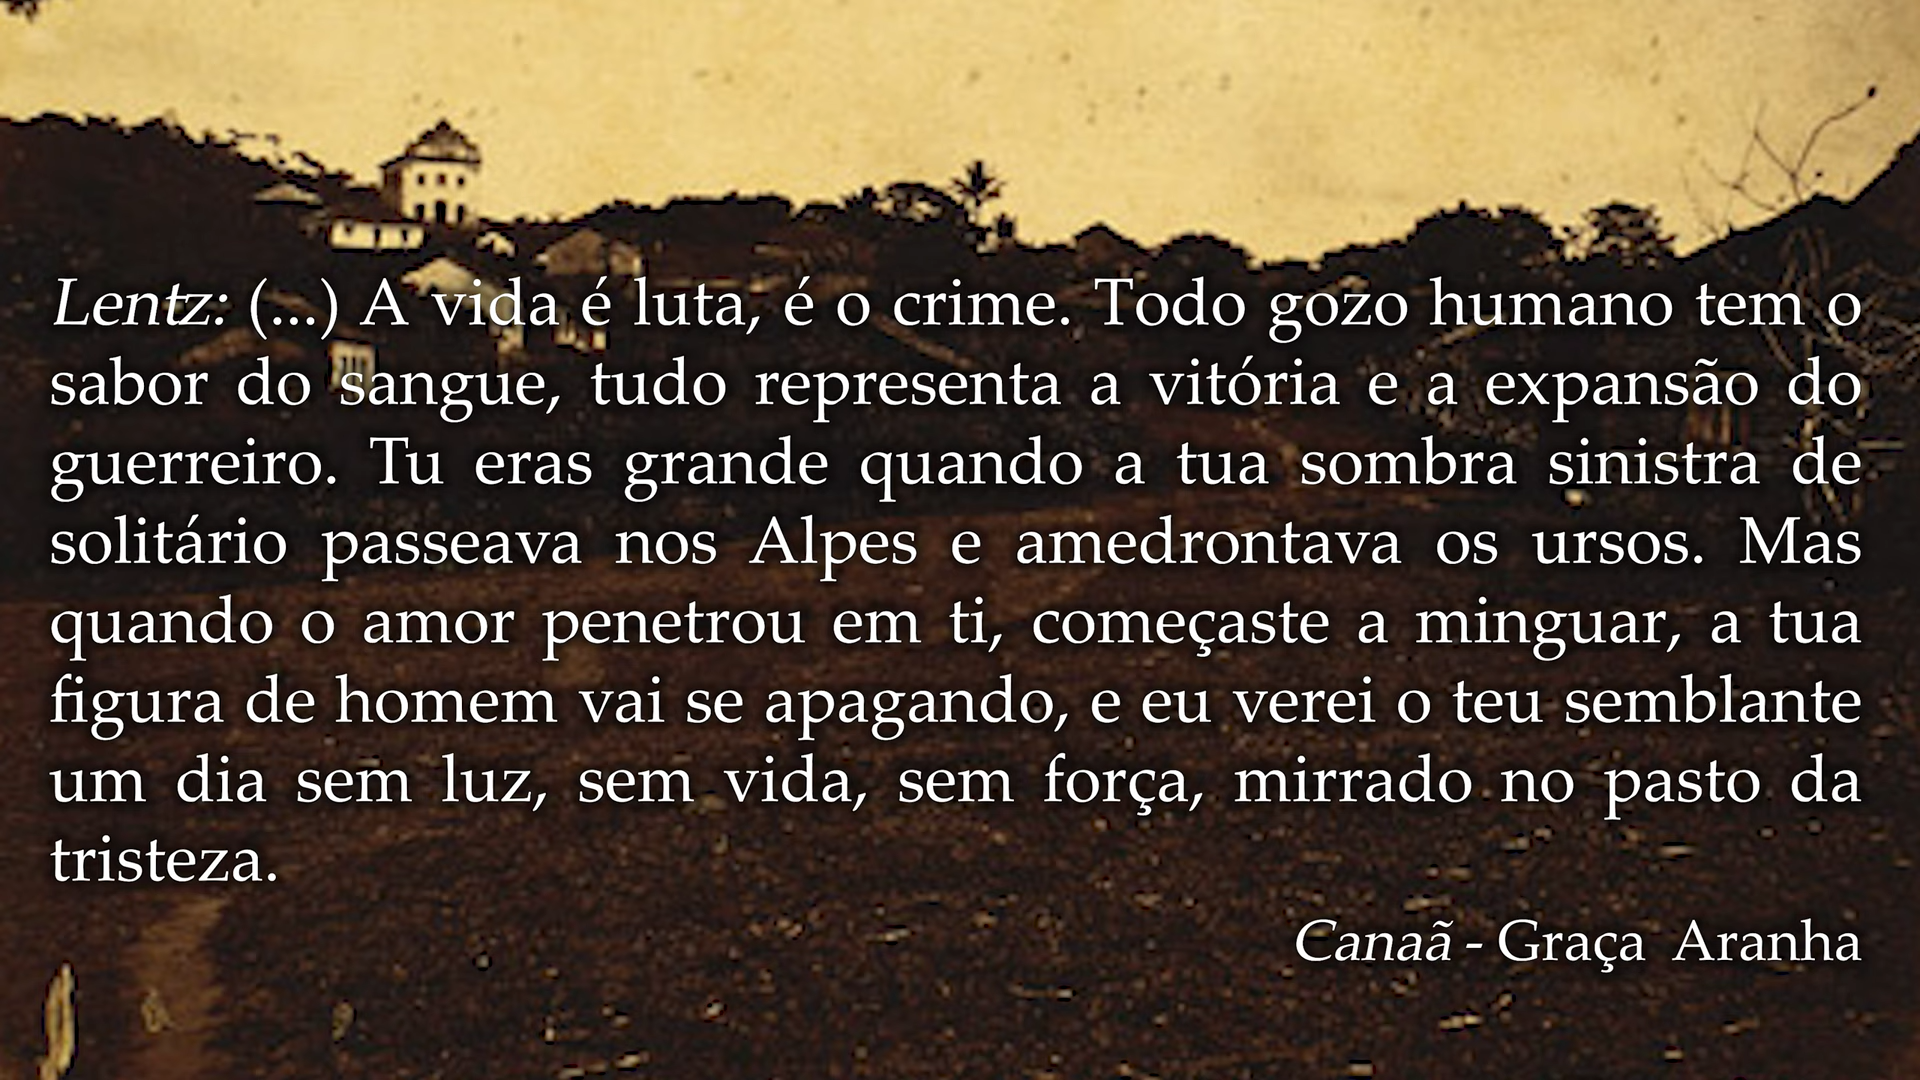 Lentz: (...) A vida é luta, é o crime. Todo gozo humano tem o
sabor do sangue, tudo representa a vitória e a expansão do
guerreiro. Tu eras grande quando a tua sombra sinistra de
solitário passeava nos Alpes e amedrontava os ursos. Mas
quando o amor penetrou em ti, começaste a minguar, a tua
figura de homem vai se apagando, e eu verei o teu semblante
um dia sem luz, sem vida, sem força, mirrado no pasto da
tristeza.
Canaã - Graça Aranha